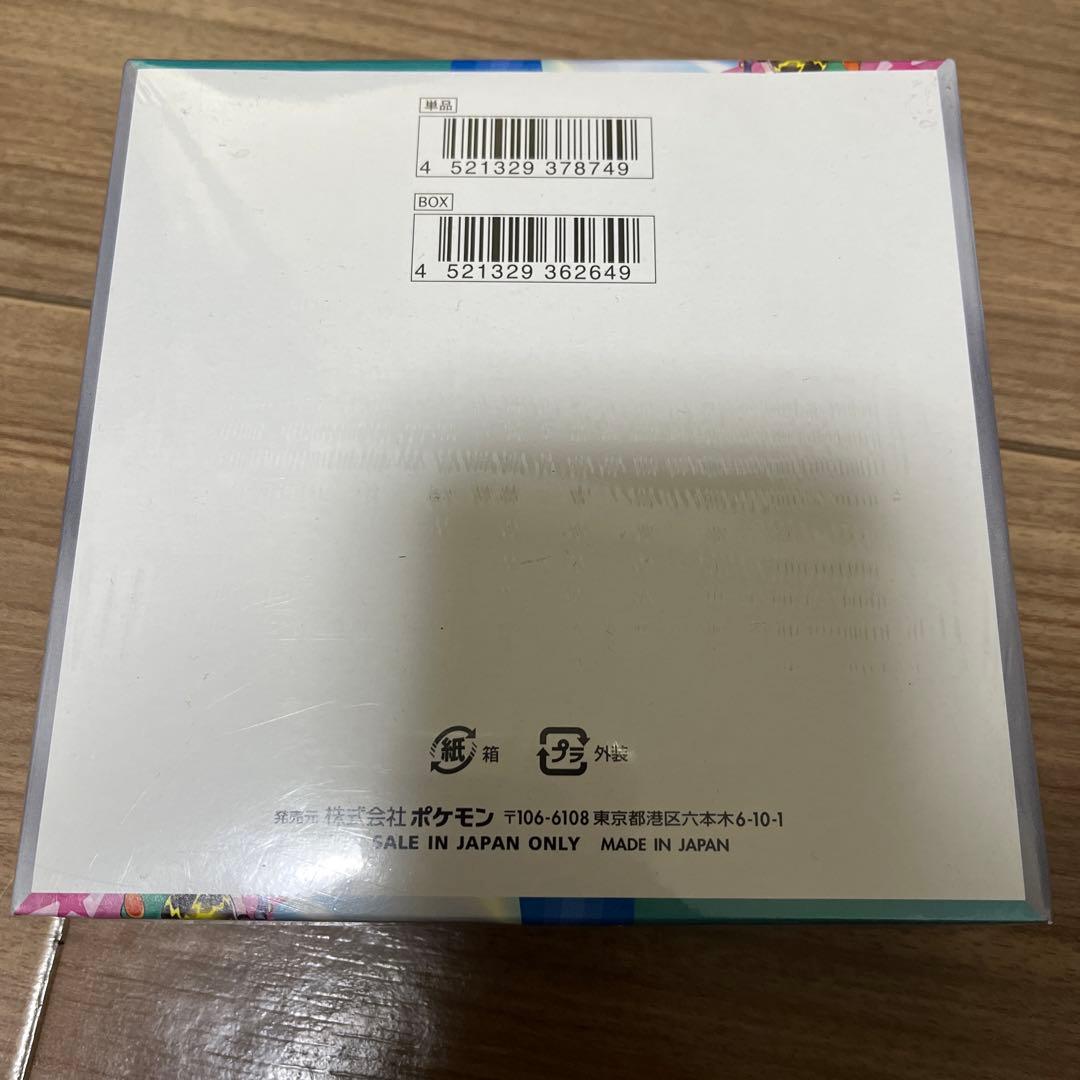 単品
4 521329 378749
BOX
4 521329 362649
紙 箱 プラ 外装
発売元 株式会社 ポケモン 〒106-6108 東京都港区六本木6-10-1
SALE IN JAPAN ONLY MADE IN JAPAN